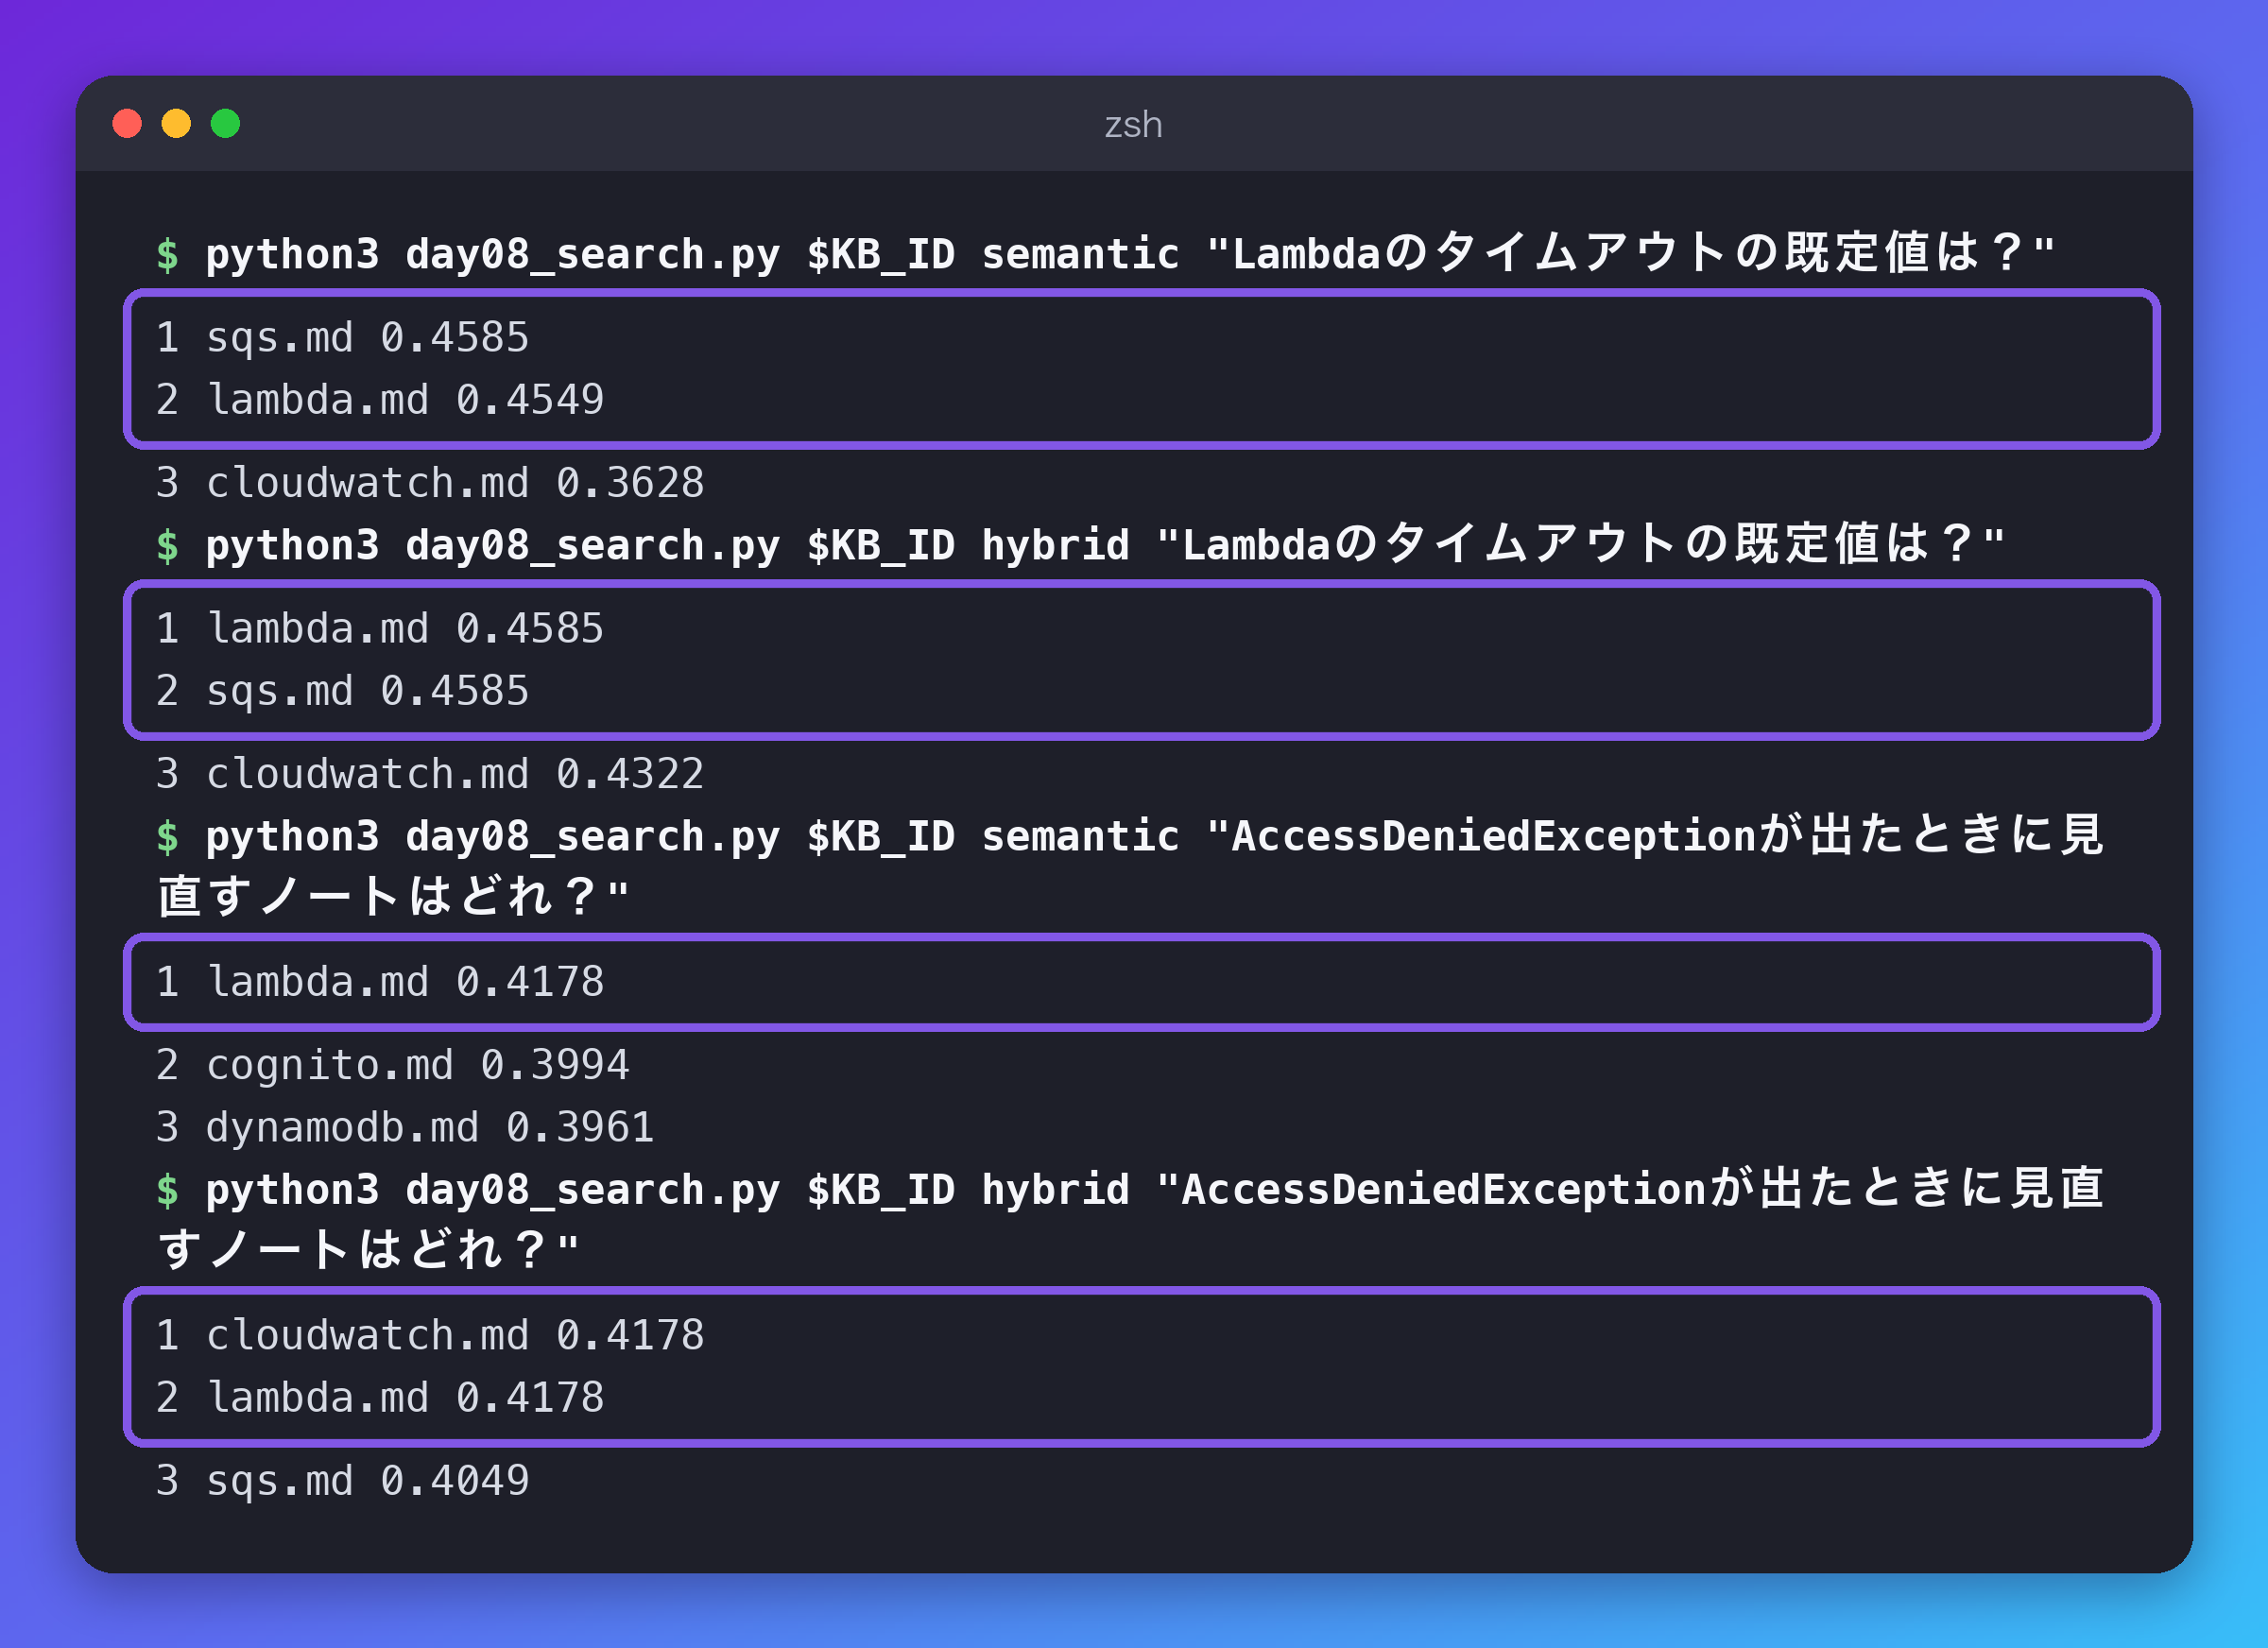 zsh
$ python3 day08_search.py $KB_ID semantic "Lambdaのタイムアウトの既定値は？"
1 sqs.md 0.4585
2 lambda.md 0.4549
3 cloudwatch.md 0.3628
$ python3 day08_search.py $KB_ID hybrid "Lambdaのタイムアウトの既定値は？"
1 lambda.md 0.4585
2 sqs.md 0.4585
3 cloudwatch.md 0.4322
$ python3 day08_search.py $KB_ID semantic "AccessDeniedExceptionが出たときに見
直すノートはどれ？"
1 lambda.md 0.4178
2 cognito.md 0.3994
3 dynamodb.md 0.3961
$ python3 day08_search.py $KB_ID hybrid "AccessDeniedExceptionが出たときに見直
すノートはどれ？"
1 cloudwatch.md 0.4178
2 lambda.md 0.4178
3 sqs.md 0.4049